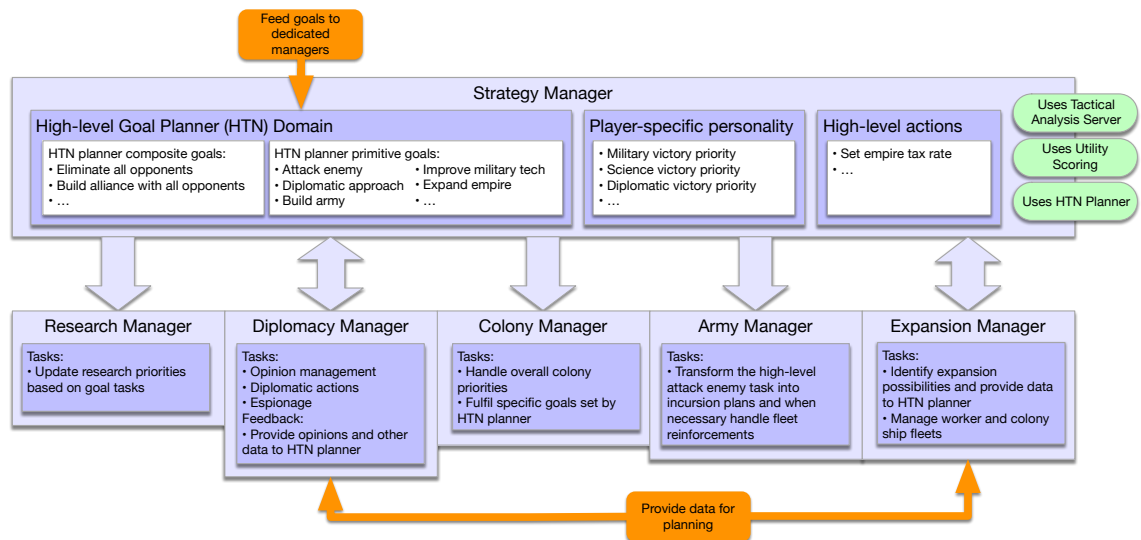 Feed goals to
dedicated
managers
Strategy Manager
High-level Goal Planner (HTN) Domain
HTN planner composite goals:
• Eliminate all opponents
• Build alliance with all opponents
• …
HTN planner primitive goals:
• Attack enemy
• Diplomatic approach
• Build army
• Improve military tech
• Expand empire
• …
Player-specific personality
• Military victory priority
• Science victory priority
• Diplomatic victory priority
• …
High-level actions
• Set empire tax rate
• …
Uses Tactical
Analysis Server
Uses Utility
Scoring
Uses HTN Planner
Research Manager
Tasks:
• Update research priorities
based on goal tasks
Diplomacy Manager
Tasks:
• Opinion management
• Diplomatic actions
• Espionage
Feedback:
• Provide opinions and other
data to HTN planner
Colony Manager
Tasks:
• Handle overall colony
priorities
• Fulfil specific goals set by
HTN planner
Army Manager
Tasks:
• Transform the high-level
attack enemy task into
incursion plans and when
necessary handle fleet
reinforcements
Expansion Manager
Tasks:
• Identify expansion
possibilities and provide data
to HTN planner
• Manage worker and colony
ship fleets
Provide data for
planning